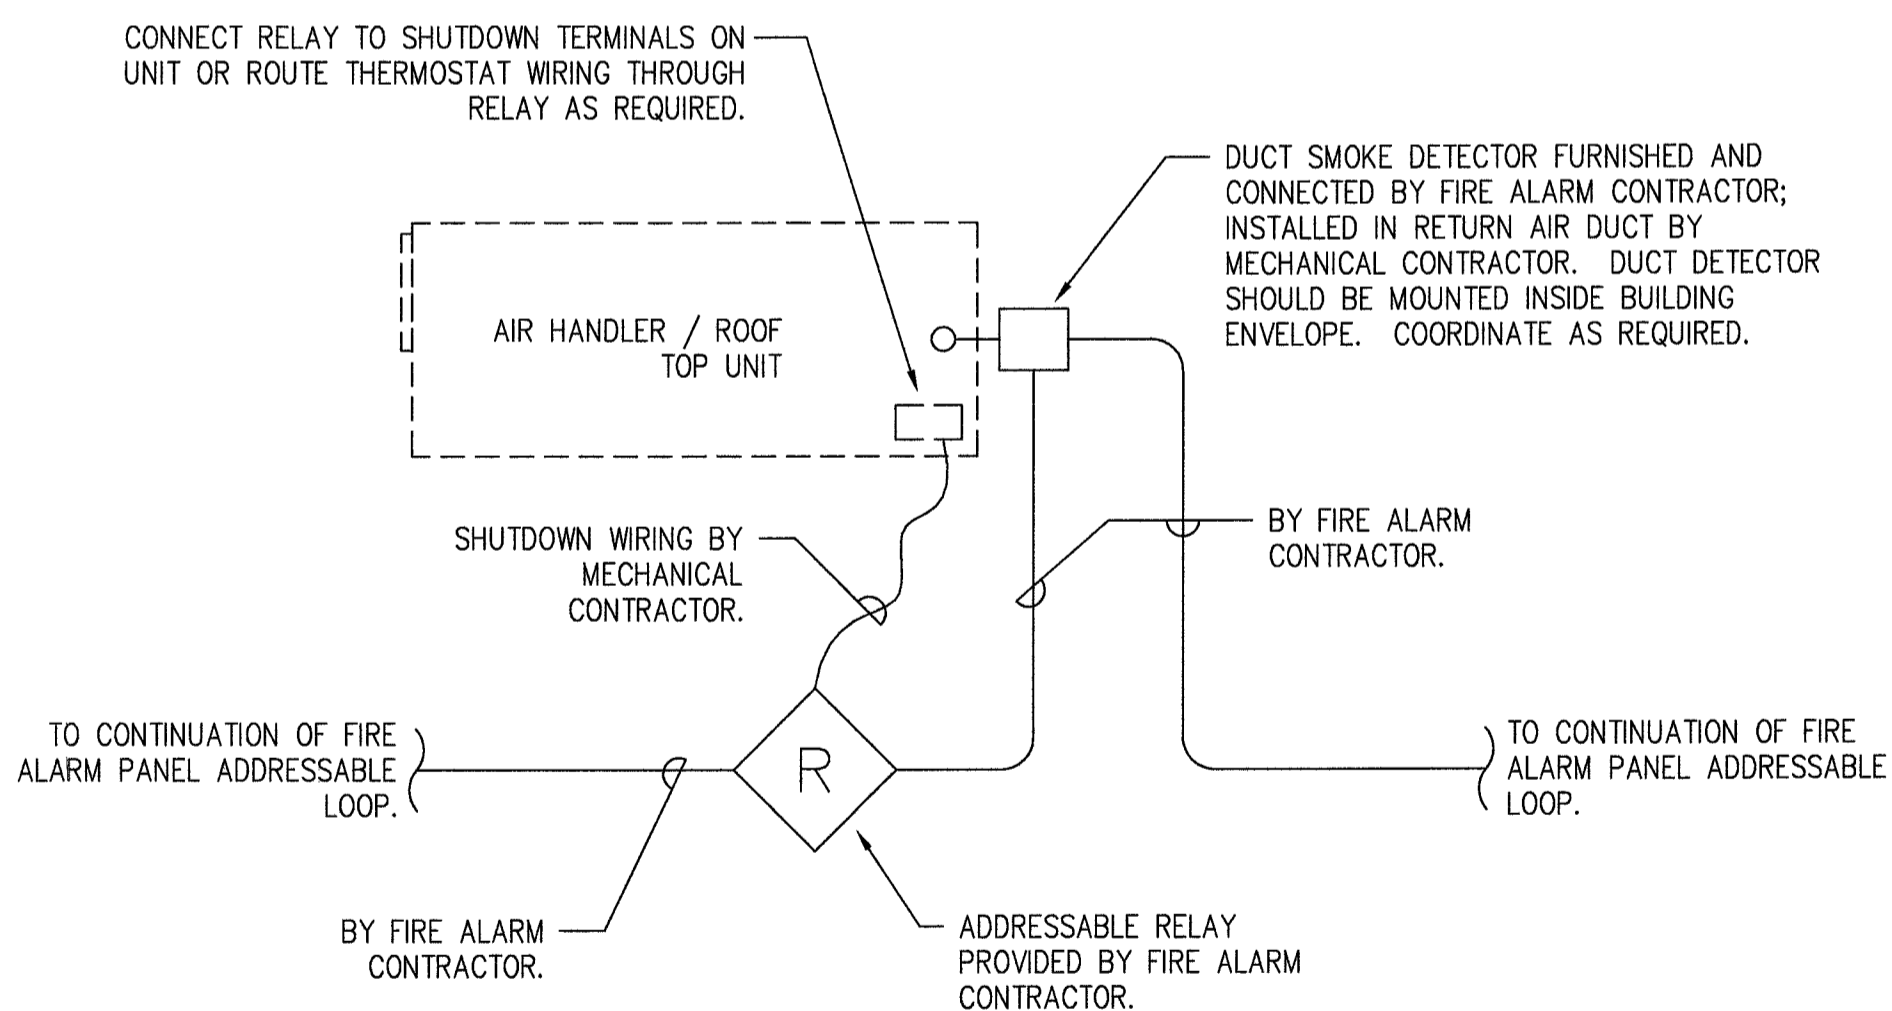 CONNECT RELAY TO SHUTDOWN TERMINALS ON
UNIT OR ROUTE THERMOSTAT WIRING THROUGH
RELAY AS REQUIRED.
DUCT SMOKE DETECTOR FURNISHED AND
CONNECTED BY FIRE ALARM CONTRACTOR;
INSTALLED IN RETURN AIR DUCT BY
MECHANICAL CONTRACTOR. DUCT DETECTOR
SHOULD BE MOUNTED INSIDE BUILDING
ENVELOPE. COORDINATE AS REQUIRED.
AIR HANDLER / ROOF
TOP UNIT
SHUTDOWN WIRING BY
MECHANICAL
CONTRACTOR.
BY FIRE ALARM
CONTRACTOR.
TO CONTINUATION OF FIRE
ALARM PANEL ADDRESSABLE
LOOP.
R
TO CONTINUATION OF FIRE
ALARM PANEL ADDRESSABLE
LOOP.
BY FIRE ALARM
CONTRACTOR.
ADDRESSABLE RELAY
PROVIDED BY FIRE ALARM
CONTRACTOR.